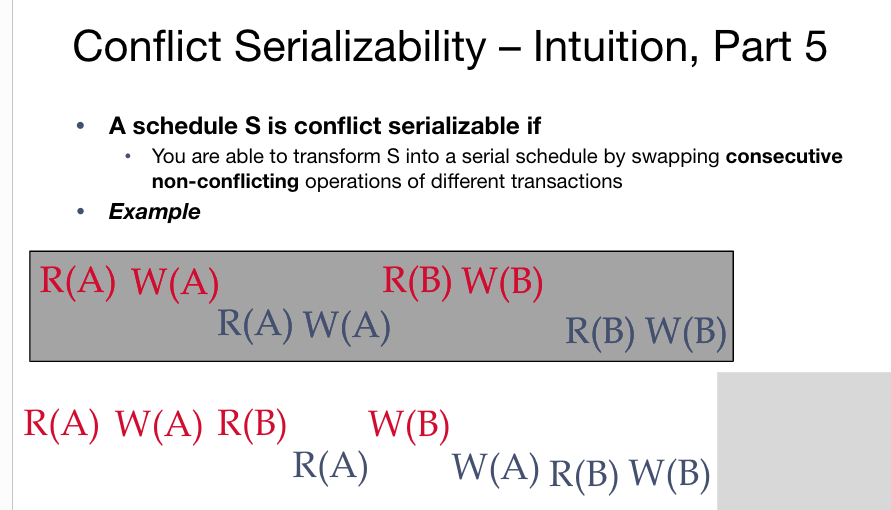 Conflict Serializability – Intuition, Part 5
• A schedule S is conflict serializable if
• You are able to transform S into a serial schedule by swapping consecutive
non-conflicting operations of different transactions
• Example
R(A) W(A) R(B) W(B)
R(A) W(A) R(B) W(B)
R(A) W(A) R(B) W(B)
R(A) W(A) R(B) W(B)